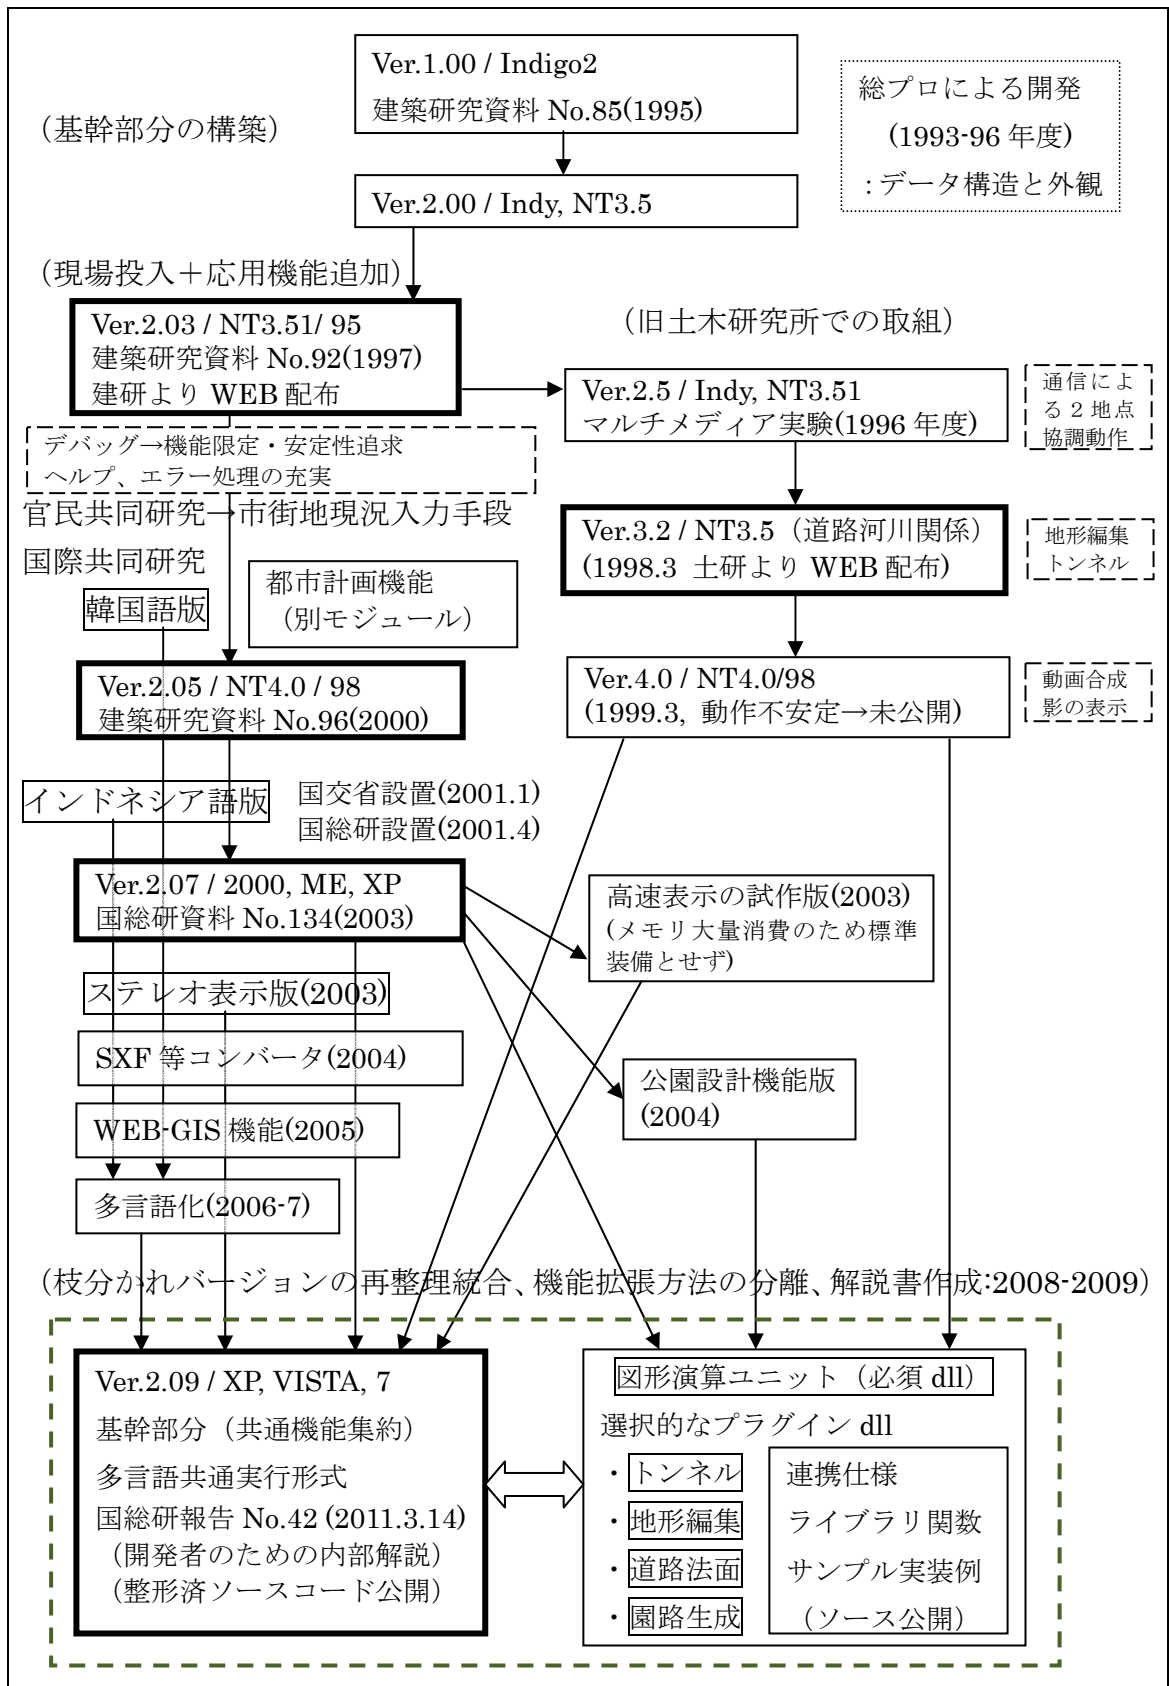 Ver.1.00 / Indigo2
建築研究資料 No.85(1995)
総プロによる開発
(1993-96 年度)
:データ構造と外観
(基幹部分の構築)
Ver.2.00 / Indy, NT3.5
(現場投入+応用機能追加)
Ver.2.03 / NT3.51/ 95
建築研究資料 No.92(1997)
建研より WEB 配布
(旧土木研究所での取組)
Ver.2.5 / Indy, NT3.51
マルチメディア実験(1996 年度)
通信によ
る2地点
協調動作
デバッグ→機能限定・安定性追求
ヘルプ、エラー処理の充実
官民共同研究→市街地現況入力手段
国際共同研究
Ver.3.2 / NT3.5(道路河川関係)
(1998.3 土研より WEB 配布)
地形編集
トンネル
都市計画機能
(別モジュール)
韓国語版
Ver.2.05 / NT4.0 / 98
建築研究資料 No.96(2000)
Ver.4.0 / NT4.0/98
(1999.3, 動作不安定→未公開)
動画合成
影の表示
インドネシア語版
国交省設置(2001.1)
国総研設置(2001.4)
Ver.2.07 / 2000, ME, XP
国総研資料 No.134(2003)
高速表示の試作版(2003)
(メモリ大量消費のため標準
装備とせず)
ステレオ表示版(2003)
SXF 等コンバータ(2004)
公園設計機能版
(2004)
WEB-GIS 機能(2005)
多言語化(2006-7)
(枝分かれバージョンの再整理統合、機能拡張方法の分離、解説書作成:2008-2009)
Ver.2.09 / XP, VISTA, 7
基幹部分(共通機能集約)
多言語共通実行形式
国総研報告 No.42 (2011.3.14)
(開発者のための内部解説)
(整形済ソースコード公開)
図形演算ユニット(必須 dll)
選択的なプラグイン dll
・トンネル
・地形編集
・道路法面
・園路生成
連携仕様
ライブラリ関数
サンプル実装例
(ソース公開)